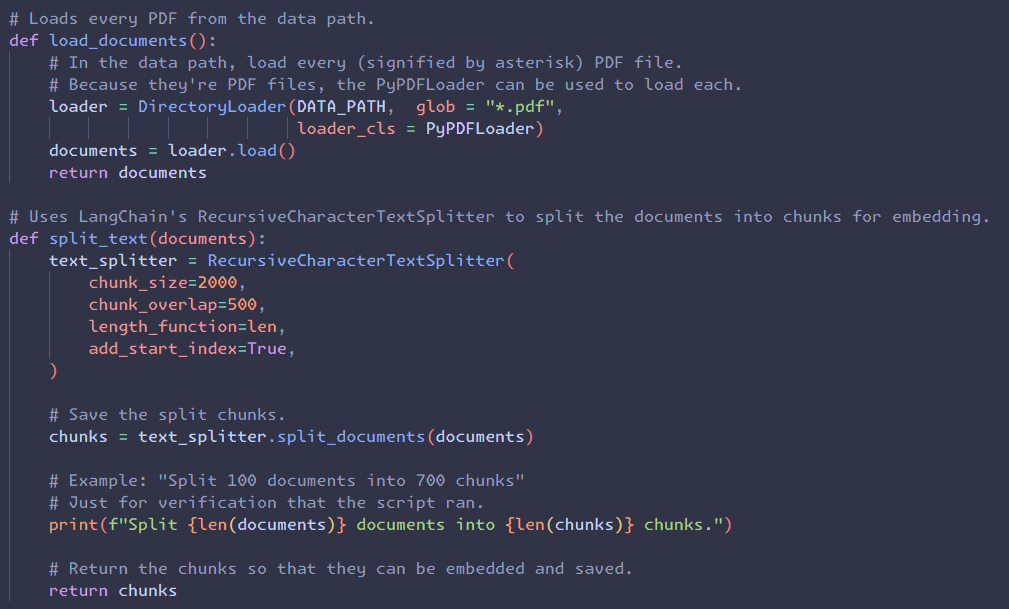 # Loads every PDF from the data path.
def load_documents():
    # In the data path, load every (signified by asterisk) PDF file.
    # Because they're PDF files, the PyPDFLoader can be used to load each.
    loader = DirectoryLoader(DATA_PATH,  glob = "*.pdf",
                             loader_cls = PyPDFLoader)
    documents = loader.load()
    return documents

# Uses LangChain's RecursiveCharacterTextSplitter to split the documents into chunks for embedding.
def split_text(documents):
    text_splitter = RecursiveCharacterTextSplitter(
        chunk_size=2000,
        chunk_overlap=500,
        length_function=len,
        add_start_index=True,
    )

    # Save the split chunks.
    chunks = text_splitter.split_documents(documents)

    # Example: "Split 100 documents into 700 chunks"
    # Just for verification that the script ran.
    print(f"Split {len(documents)} documents into {len(chunks)} chunks.")

    # Return the chunks so that they can be embedded and saved.
    return chunks